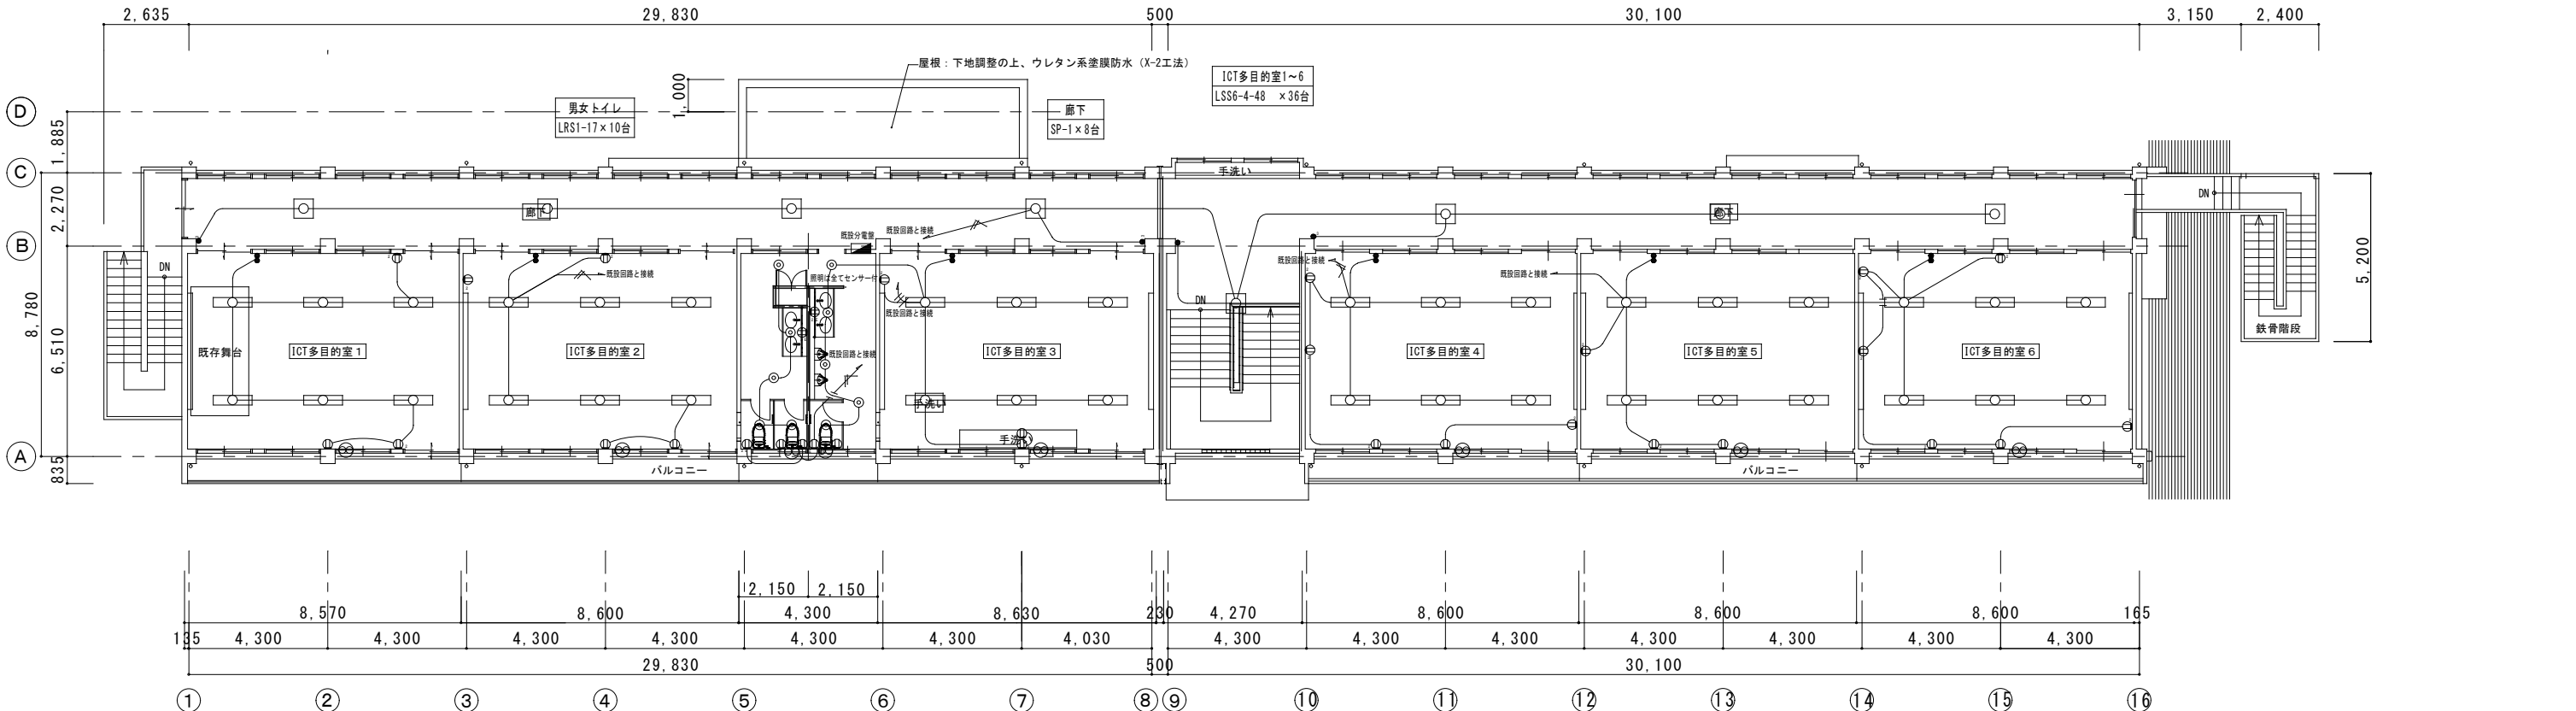 2,635
29,830
500
30,100
3,150
2,400
屋根：下地調整の上、ウレタン系塗膜防水（X-2工法）
ICT多目的室1～6
LSS6-4-48 ×36台
男女トイレ
LRS1-17×10台
廊下
SP-1×8台
1,000
D
1,885
C
手洗い
2,270
DN
廊下
廊下
B
既設分電盤
既設回路と接続
DN
既設回路と接続
照明は全てセンサー付
既設回路と接続
既設回路と接続
既設回路と接続
DN
5,200
8,780
6,510
既存舞台
ICT多目的室1
ICT多目的室2
既設回路と接続
ICT多目的室3
ICT多目的室4
ICT多目的室5
ICT多目的室6
鉄骨階段
手洗い
手洗い
A
835
バルコニー
バルコニー
2,150
2,150
8,570
8,600
4,300
8,630
230
4,270
8,600
8,600
8,600
165
135
4,300
4,300
4,300
4,300
4,300
4,300
4,030
4,300
4,300
4,300
4,300
4,300
4,300
4,300
29,830
500
30,100
1
2
3
4
5
6
7
8
9
10
11
12
13
14
15
16